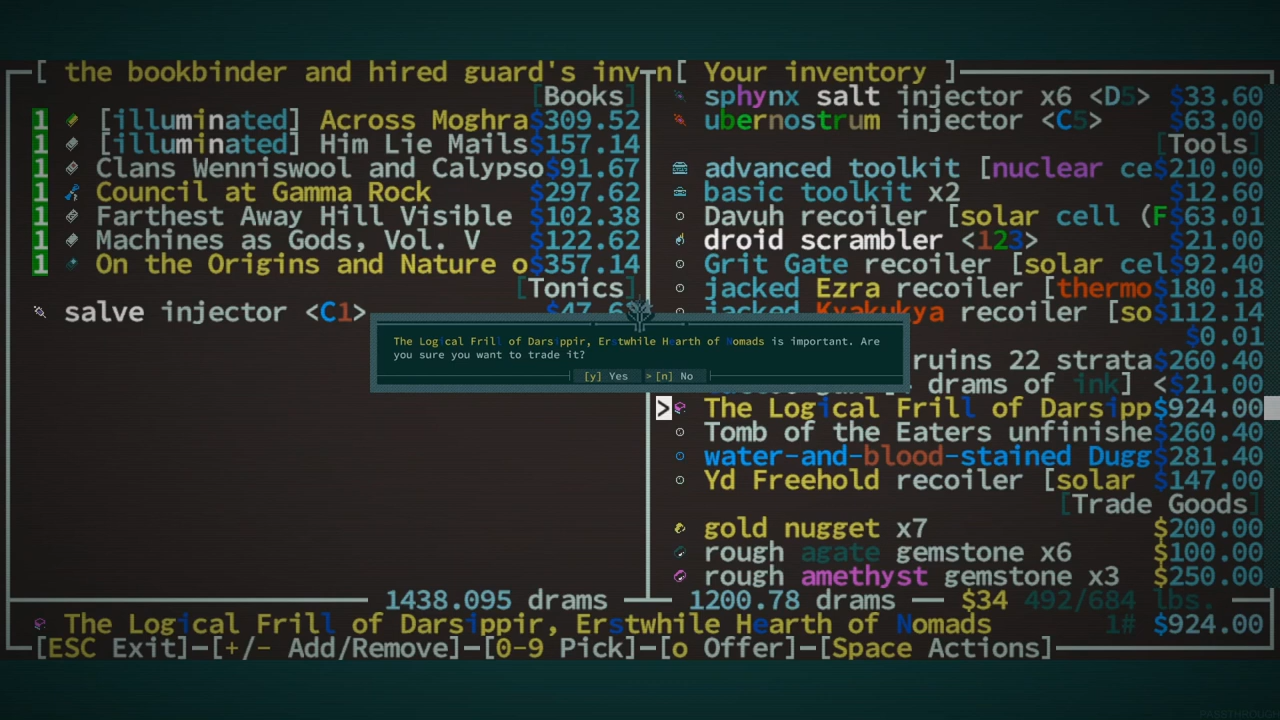 [ the bookbinder and hired guard's inv
n[ Your inventory ]
[Books]
1 [illuminated] Across Moghra $309.52
1 [illuminated] Him Lie Mails $157.14
1 Clans Wenniswool and Calypso $91.67
1 Council at Gamma Rock $297.62
1 Farthest Away Hill Visible $102.38
1 Machines as Gods, Vol. V $122.62
1 On the Origins and Nature o $357.14
[Tonics]
salve injector <C1>
sphynx salt injector x6 <D5> $33.60
ubernostrum injector <C5> $63.00
[Tools]
advanced toolkit [nuclear ce $210.00
basic toolkit x2 $12.60
Davuh recoiler [solar cell (F $63.01
droid scrambler <123> $21.00
Grit Gate recoiler [solar cel $92.40
jacked Ezra recoiler [thermo $180.18
jacked Kyakukya recoiler [so $112.14
$0.01
ruins 22 strata $260.40
drams of ink] < $21.00
> The Logical Frill of Darsipp $924.00
Tomb of the Eaters unfinishe $260.40
water-and-blood-stained Dugg $281.40
Yd Freehold recoiler [solar $147.00
[Trade Goods]
gold nugget x7 $200.00
rough agate gemstone x6 $100.00
rough amethyst gemstone x3 $250.00
The Logical Frill of Darsippir, Erstwhile Hearth of Nomads is important. Are
you sure you want to trade it?
[y] Yes > [n] No
1438.095 drams
1200.78 drams $34 492/684 lbs.
The Logical Frill of Darsippir, Erstwhile Hearth of Nomads 1# $924.00
[ESC Exit]-[+/- Add/Remove]-[0-9 Pick]-[o Offer]-[Space Actions]